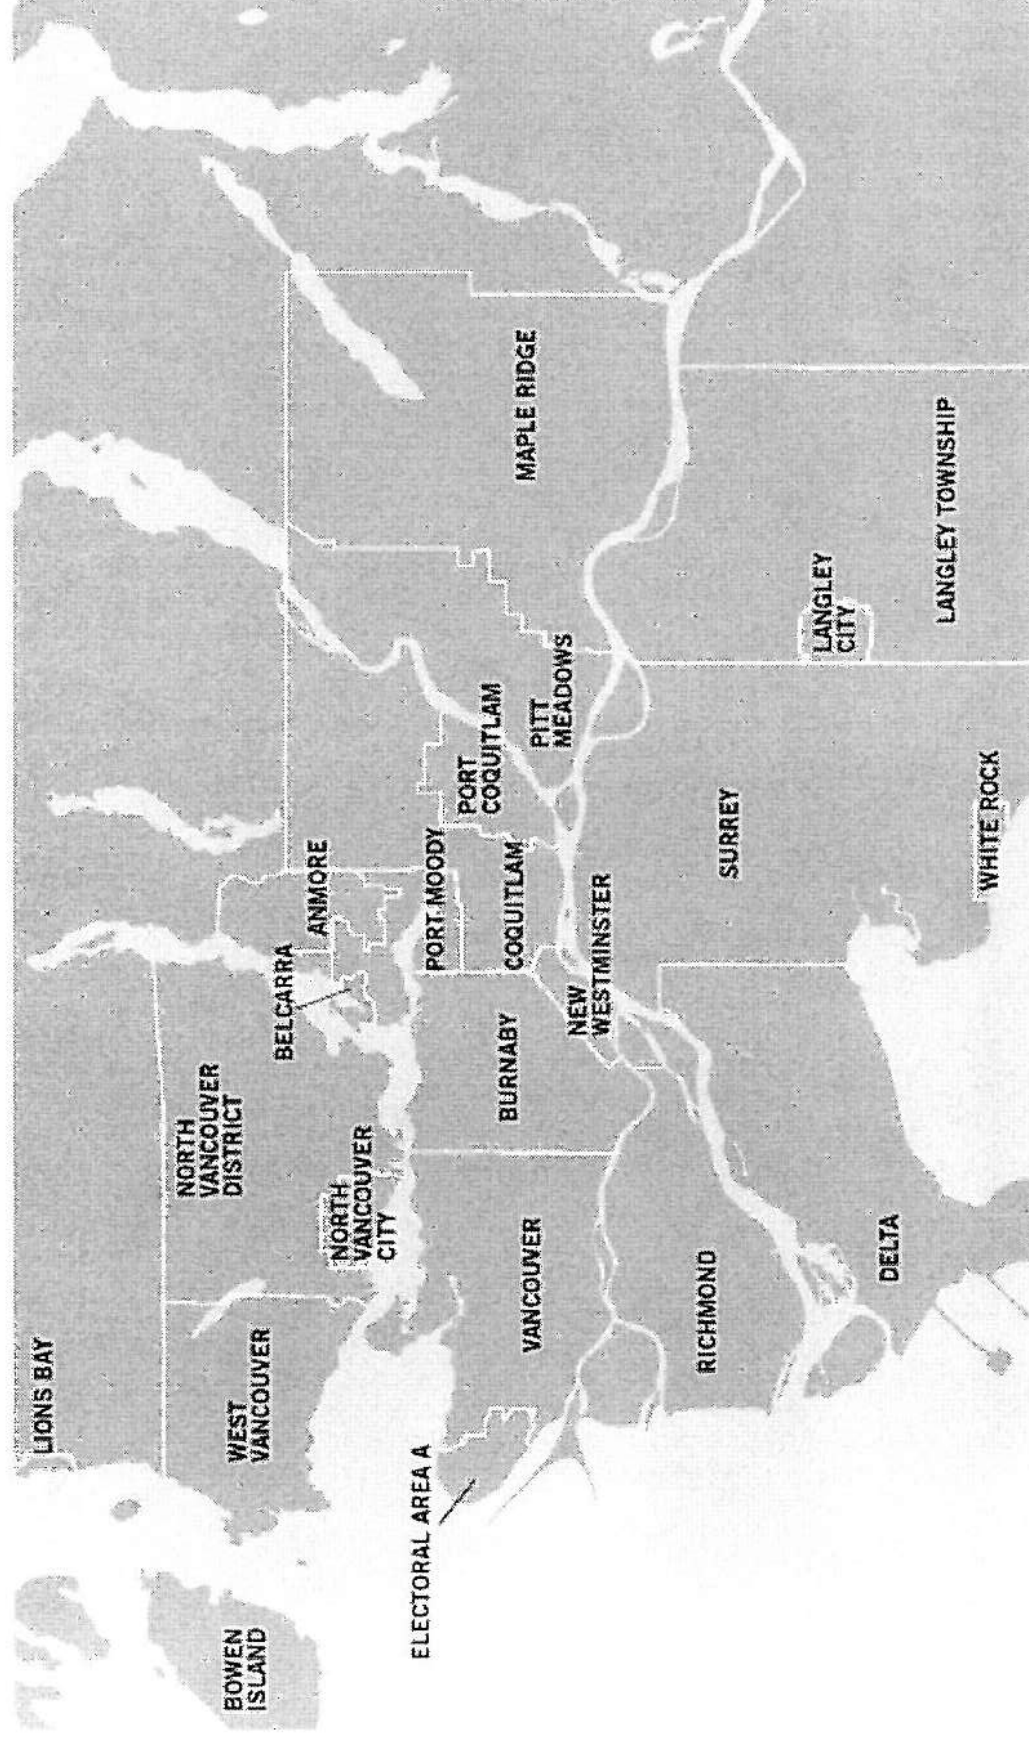 LIONS BAY
BOWEN
ISLAND
WEST
VANCOUVER
NORTH
VANCOUVER
DISTRICT
NORTH
VANCOUVER
CITY
BELCARRA
ANMORE
ELECTORAL AREA A
PORT MOODY
VANCOUVER
BURNABY
COQUITLAM
PORT
COQUITLAM
PITT
MEADOWS
MAPLE RIDGE
NEW
WESTMINSTER
RICHMOND
SURREY
LANGLEY
CITY
DELTA
LANGLEY TOWNSHIP
WHITE ROCK